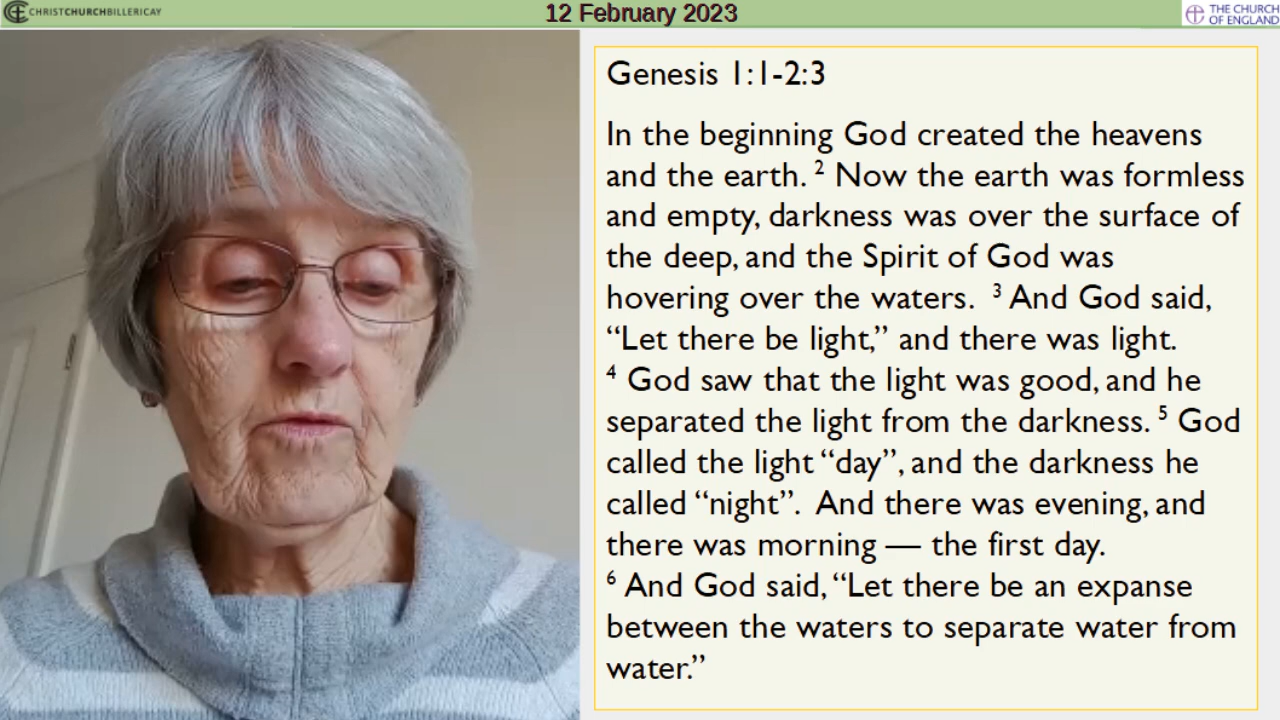 CHRISTCHURCHBILLERICAY
12 February 2023
THE CHURCH
OF ENGLAND
Genesis 1:1-2:3
In the beginning God created the heavens
and the earth. ² Now the earth was formless
and empty, darkness was over the surface of
the deep, and the Spirit of God was
hovering over the waters. ³ And God said,
“Let there be light,” and there was light.
⁴ God saw that the light was good, and he
separated the light from the darkness. ⁵ God
called the light “day”, and the darkness he
called “night”. And there was evening, and
there was morning — the first day.
⁶ And God said, “Let there be an expanse
between the waters to separate water from
water.”